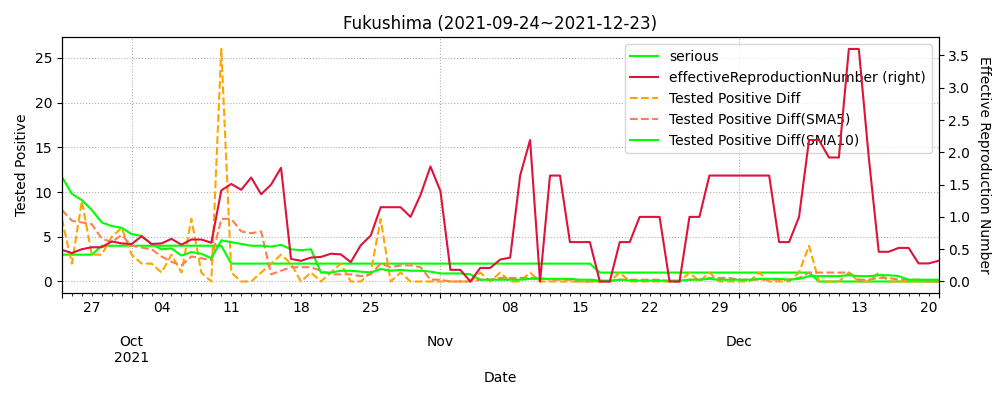 Fukushima (2021-09-24~2021-12-23)
serious
effectiveReproductionNumber (right)
Tested Positive Diff
Tested Positive Diff(SMA5)
Tested Positive Diff(SMA10)
Tested Positive
25
20
15
10
5
0
3.5
3.0
2.5
2.0
1.5
1.0
0.5
0.0
Effective Reproduction Number
27 04 11 18 25 08 15 22 29 06 13 20
Oct Nov Dec
2021
Date